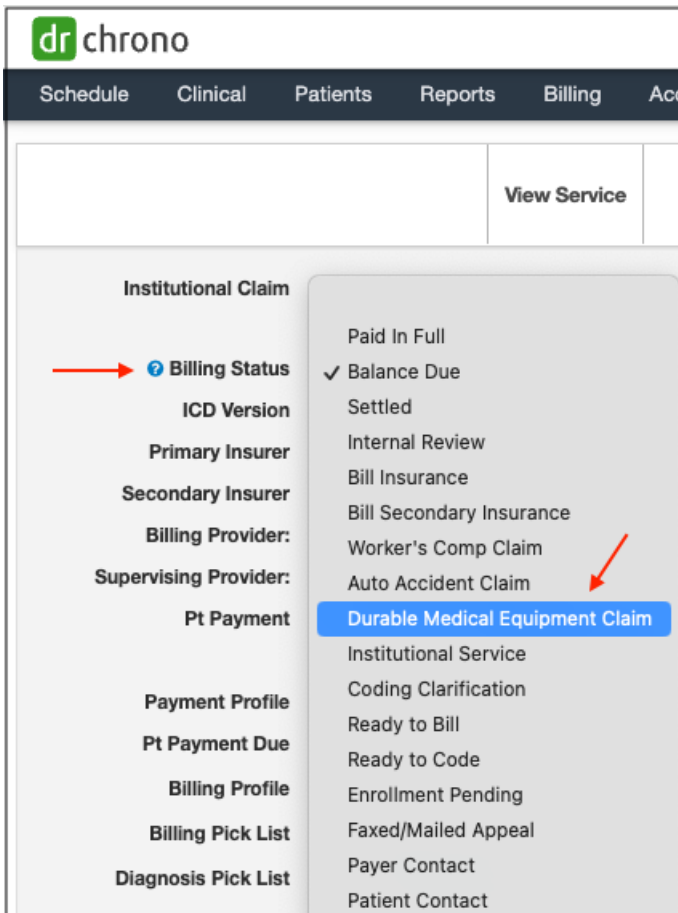 dr chrono
Schedule Clinical Patients Reports Billing
View Service
Institutional Claim
Paid In Full
Billing Status ✓ Balance Due
ICD Version Settled
Primary Insurer Internal Review
Bill Insurance
Secondary Insurer Bill Secondary Insurance
Billing Provider: Worker's Comp Claim
Supervising Provider: Auto Accident Claim
Pt Payment Durable Medical Equipment Claim
Institutional Service
Payment Profile Coding Clarification
Ready to Bill
Pt Payment Due Ready to Code
Billing Profile Enrollment Pending
Billing Pick List Faxed/Mailed Appeal
Payer Contact
Diagnosis Pick List Patient Contact